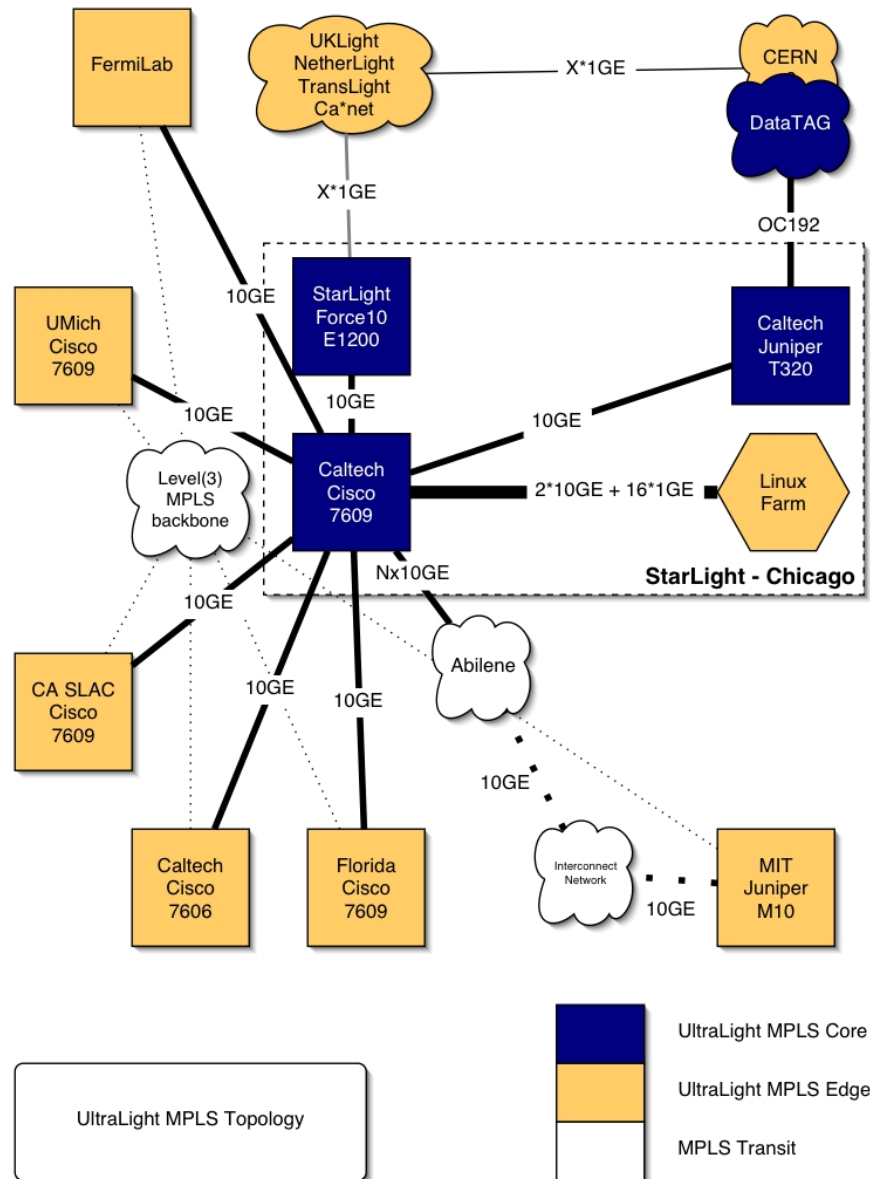 FermiLab
UKLight
NetherLight
TransLight
Ca*net
X*1GE
CERN
DataTAG
X*1GE
OC192
10GE
StarLight
Force10
E1200
Caltech
Juniper
T320
UMich
Cisco
7609
10GE
10GE
10GE
Level(3)
MPLS
backbone
Caltech
Cisco
7609
2*10GE + 16*1GE
Linux
Farm
Nx10GE
StarLight - Chicago
10GE
CA SLAC
Cisco
7609
10GE
10GE
Abilene
10GE
Caltech
Cisco
7606
Florida
Cisco
7609
Interconnect
Network
10GE
MIT
Juniper
M10
UltraLight MPLS Topology
UltraLight MPLS Core
UltraLight MPLS Edge
MPLS Transit